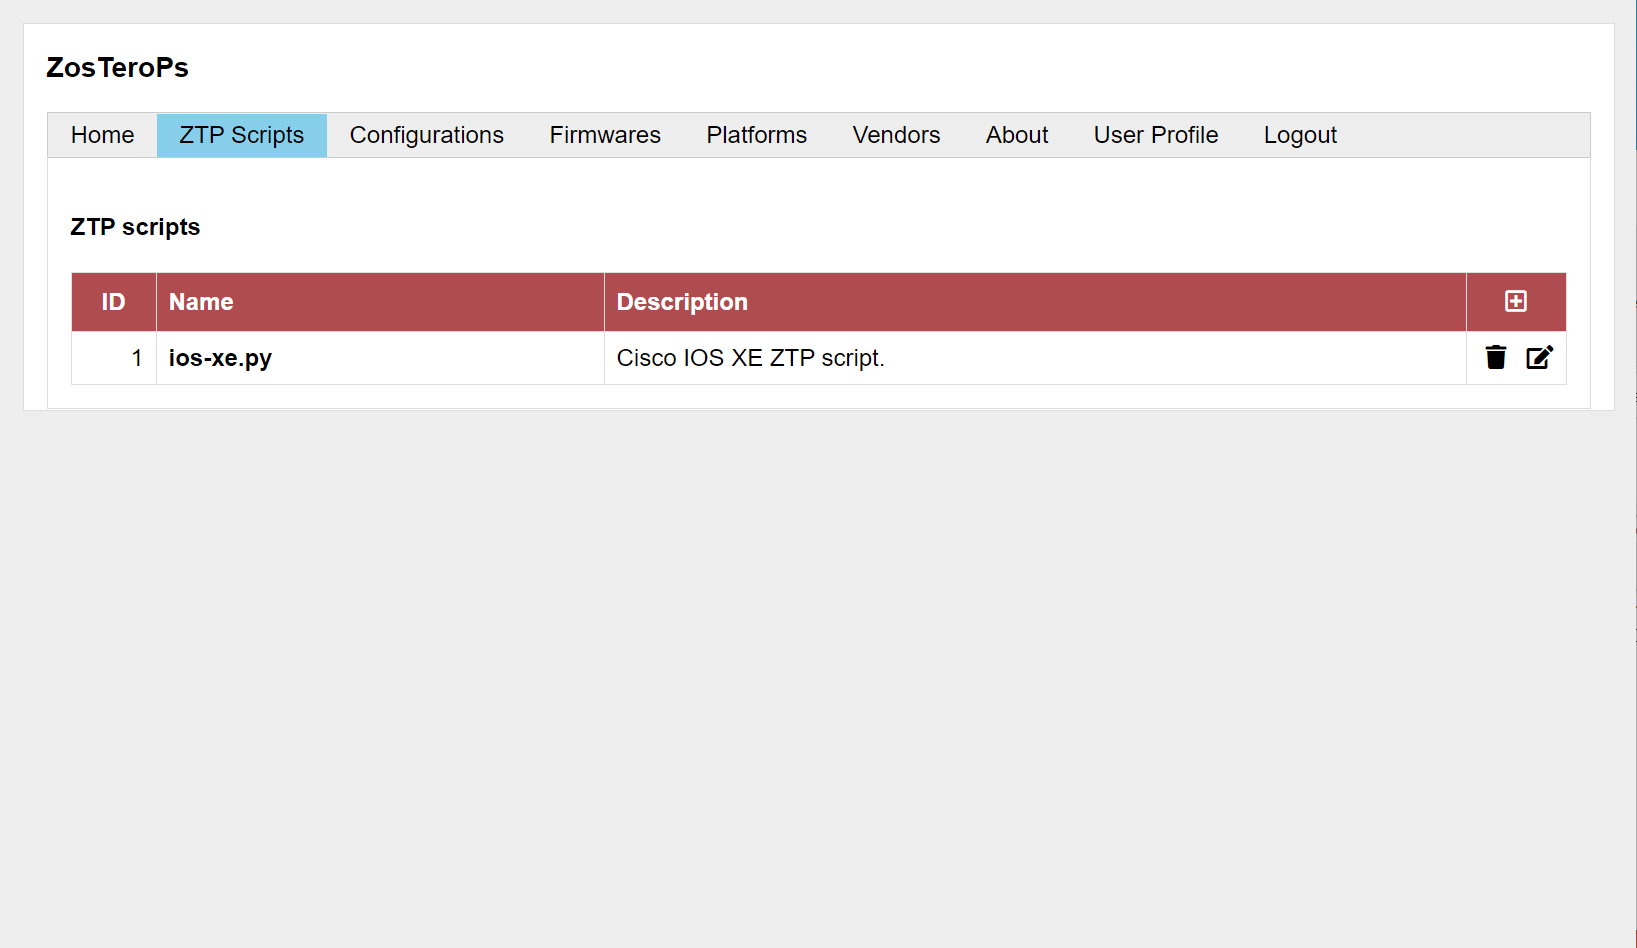 ZosTeroPs
Home ZTP Scripts Configurations Firmwares Platforms Vendors About User Profile Logout
ZTP scripts
ID Name Description
1 ios-xe.py Cisco IOS XE ZTP script.